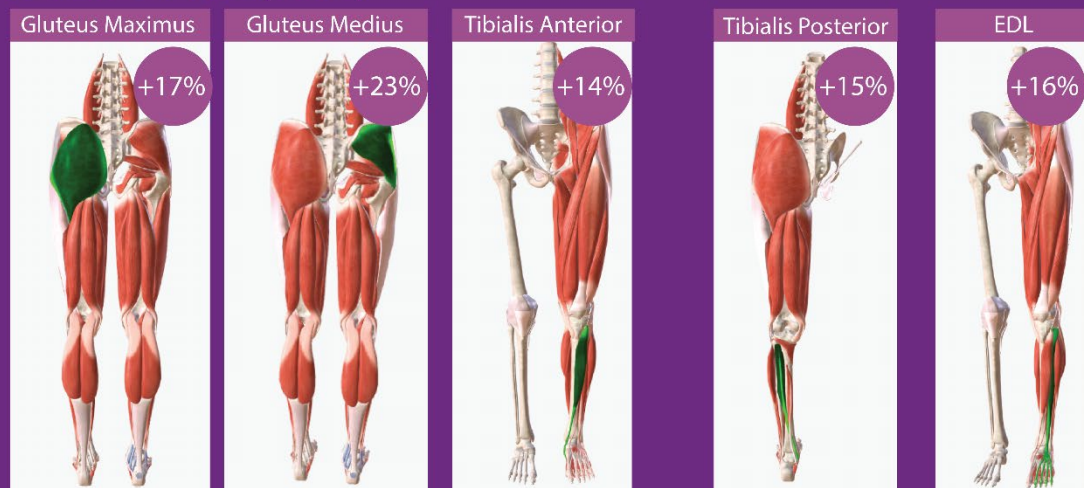 Gluteus Maximus
+17%
Gluteus Medius
+23%
Tibialis Anterior
+14%
Tibialis Posterior
+15%
EDL
+16%